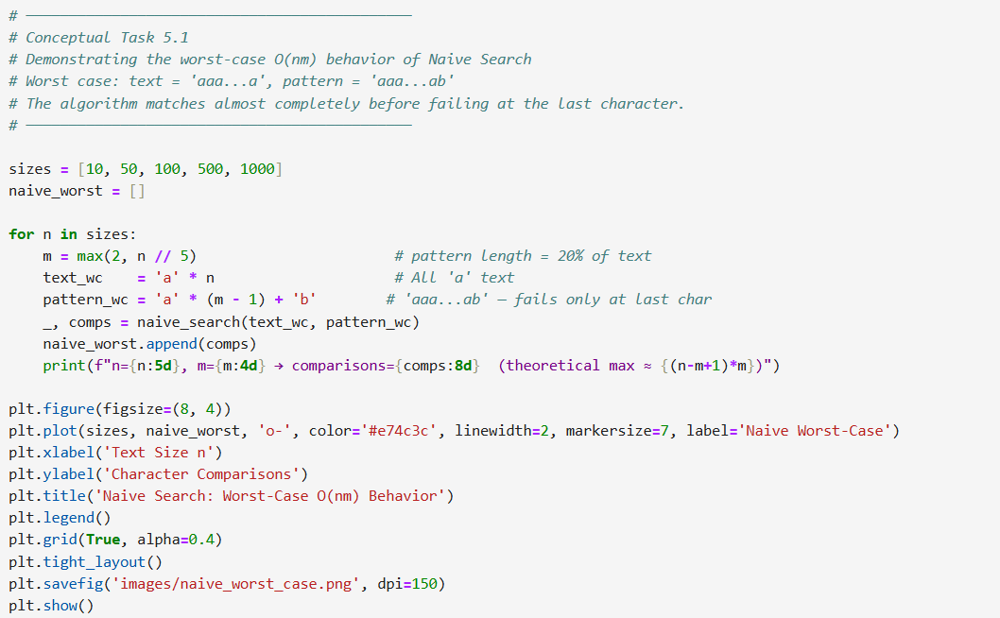 # ─────────────────────────────────────────────
# Conceptual Task 5.1
# Demonstrating the worst-case O(nm) behavior of Naive Search
# Worst case: text = 'aaa...a', pattern = 'aaa...ab'
# The algorithm matches almost completely before failing at the last character.
# ─────────────────────────────────────────────

sizes = [10, 50, 100, 500, 1000]
naive_worst = []

for n in sizes:
    m = max(2, n // 5)                       # pattern length = 20% of text
    text_wc    = 'a' * n                     # All 'a' text
    pattern_wc = 'a' * (m - 1) + 'b'        # 'aaa...ab' — fails only at last char
    _, comps = naive_search(text_wc, pattern_wc)
    naive_worst.append(comps)
    print(f"n={n:5d}, m={m:4d} → comparisons={comps:8d}  (theoretical max ≈ {(n-m+1)*m})")

plt.figure(figsize=(8, 4))
plt.plot(sizes, naive_worst, 'o-', color='#e74c3c', linewidth=2, markersize=7, label='Naive Worst-Case')
plt.xlabel('Text Size n')
plt.ylabel('Character Comparisons')
plt.title('Naive Search: Worst-Case O(nm) Behavior')
plt.legend()
plt.grid(True, alpha=0.4)
plt.tight_layout()
plt.savefig('images/naive_worst_case.png', dpi=150)
plt.show()